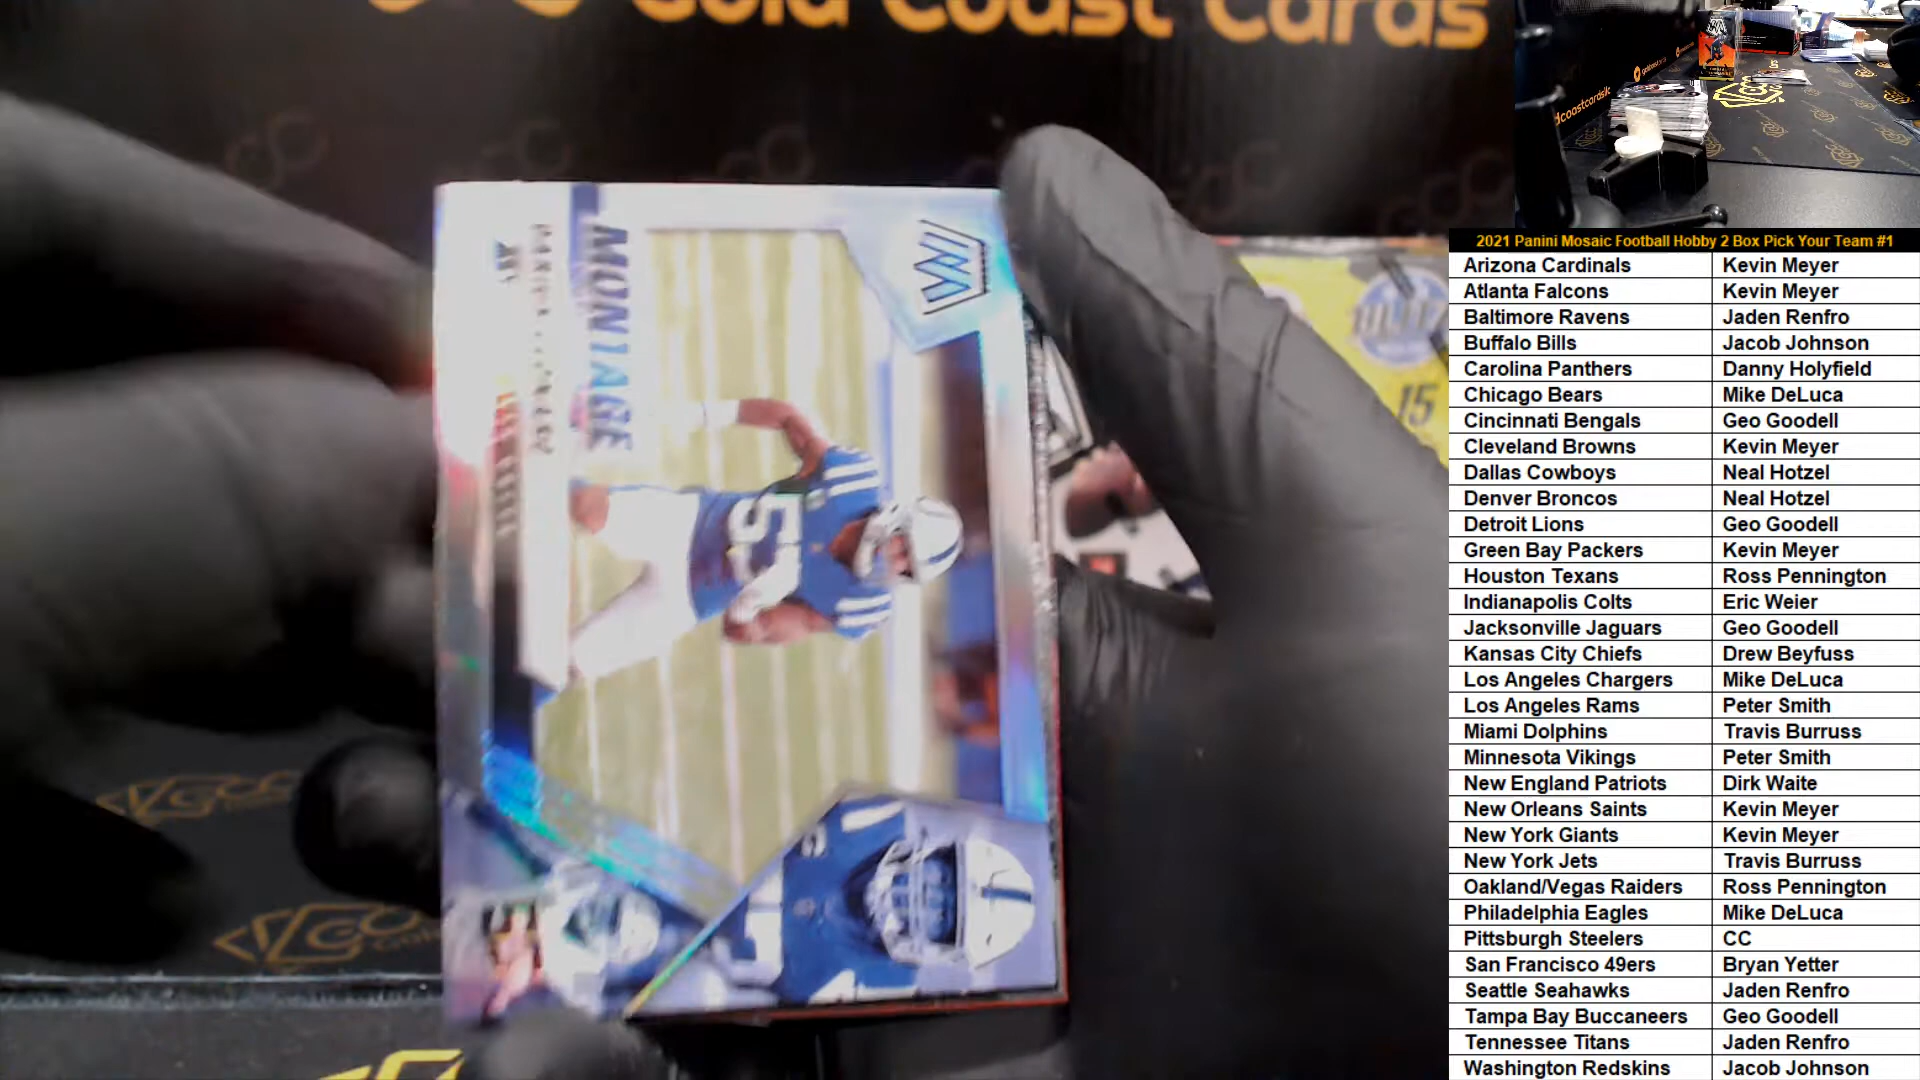 Gold Coast Cards
dcoastcards
MONTAGE
53
15
2021 Panini Mosaic Football Hobby 2 Box Pick Your Team #1
Arizona Cardinals Kevin Meyer
Atlanta Falcons Kevin Meyer
Baltimore Ravens Jaden Renfro
Buffalo Bills Jacob Johnson
Carolina Panthers Danny Holyfield
Chicago Bears Mike DeLuca
Cincinnati Bengals Geo Goodell
Cleveland Browns Kevin Meyer
Dallas Cowboys Neal Hotzel
Denver Broncos Neal Hotzel
Detroit Lions Geo Goodell
Green Bay Packers Kevin Meyer
Houston Texans Ross Pennington
Indianapolis Colts Eric Weier
Jacksonville Jaguars Geo Goodell
Kansas City Chiefs Drew Beyfuss
Los Angeles Chargers Mike DeLuca
Los Angeles Rams Peter Smith
Miami Dolphins Travis Burruss
Minnesota Vikings Peter Smith
New England Patriots Dirk Waite
New Orleans Saints Kevin Meyer
New York Giants Kevin Meyer
New York Jets Travis Burruss
Oakland/Vegas Raiders Ross Pennington
Philadelphia Eagles Mike DeLuca
Pittsburgh Steelers CC
San Francisco 49ers Bryan Yetter
Seattle Seahawks Jaden Renfro
Tampa Bay Buccaneers Geo Goodell
Tennessee Titans Jaden Renfro
Washington Redskins Jacob Johnson